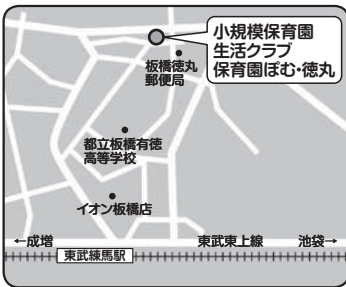 小規模保育園
生活クラブ
保育園ぽむ・徳丸
板橋徳丸
郵便局
都立板橋有徳
高等学校
イオン板橋店
←成増
東武東上線
池袋→
東武練馬駅